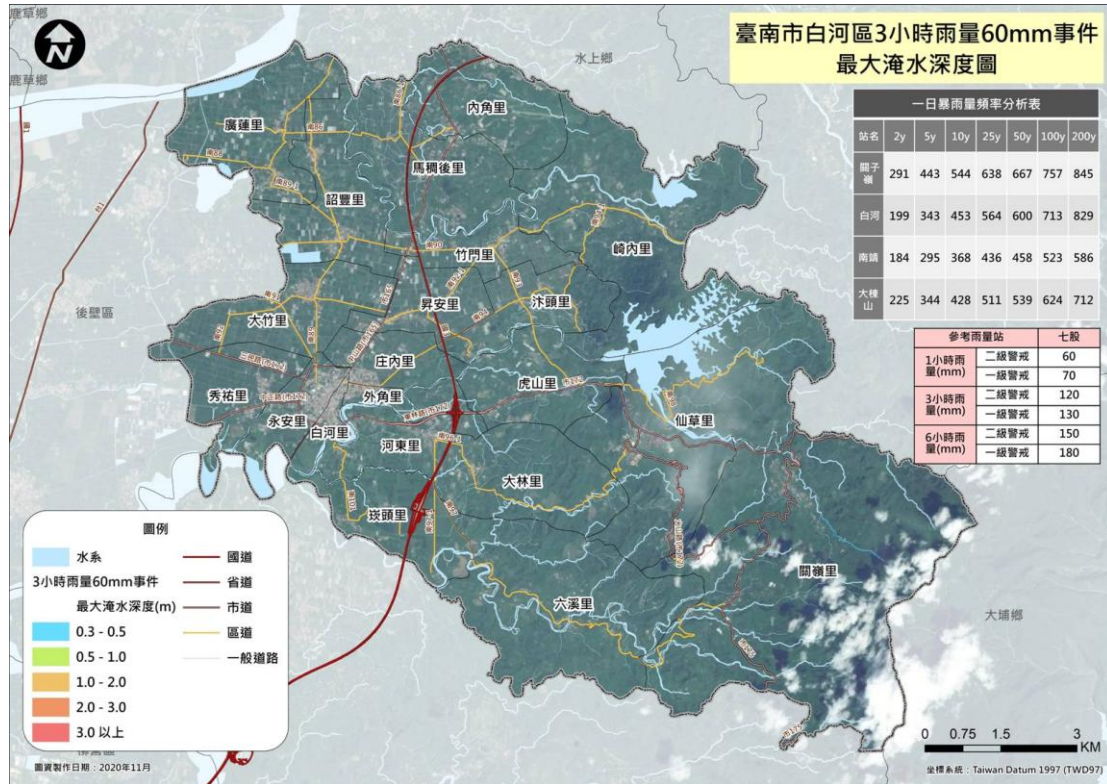 臺南市白河區3小時雨量60mm事件
最大淹水深度圖
N
鹿草鄉
鹿草鄉
水上鄉
後壁區
大埔鄉
台1
廣蓮里
內角里
馬稠後里
詔豐里
竹門里
崎內里
昇安里
汴頭里
大竹里
庄內里
虎山里
秀祐里
外角里
永安里
白河里
仙草里
河東里
大林里
崁頭里
六溪里
關嶺里
南86
南90
一日暴雨量頻率分析表
站名 2y 5y 10y 25y 50y 100y 200y
關子嶺 291 443 544 638 667 757 845
白河 199 343 453 564 600 713 829
南靖 184 295 368 436 458 523 586
大棟山 225 344 428 511 539 624 712
參考雨量站 七股
1小時雨量(mm) 二級警戒 60
一級警戒 70
3小時雨量(mm) 二級警戒 120
一級警戒 130
6小時雨量(mm) 二級警戒 150
一級警戒 180
圖例
水系
3小時雨量60mm事件
最大淹水深度(m)
0.3 - 0.5
0.5 - 1.0
1.0 - 2.0
2.0 - 3.0
3.0 以上
國道
省道
市道
區道
一般道路
圖資製作日期：2020年11月
0 0.75 1.5 3
KM
坐標系統：Taiwan Datum 1997 (TWD97)